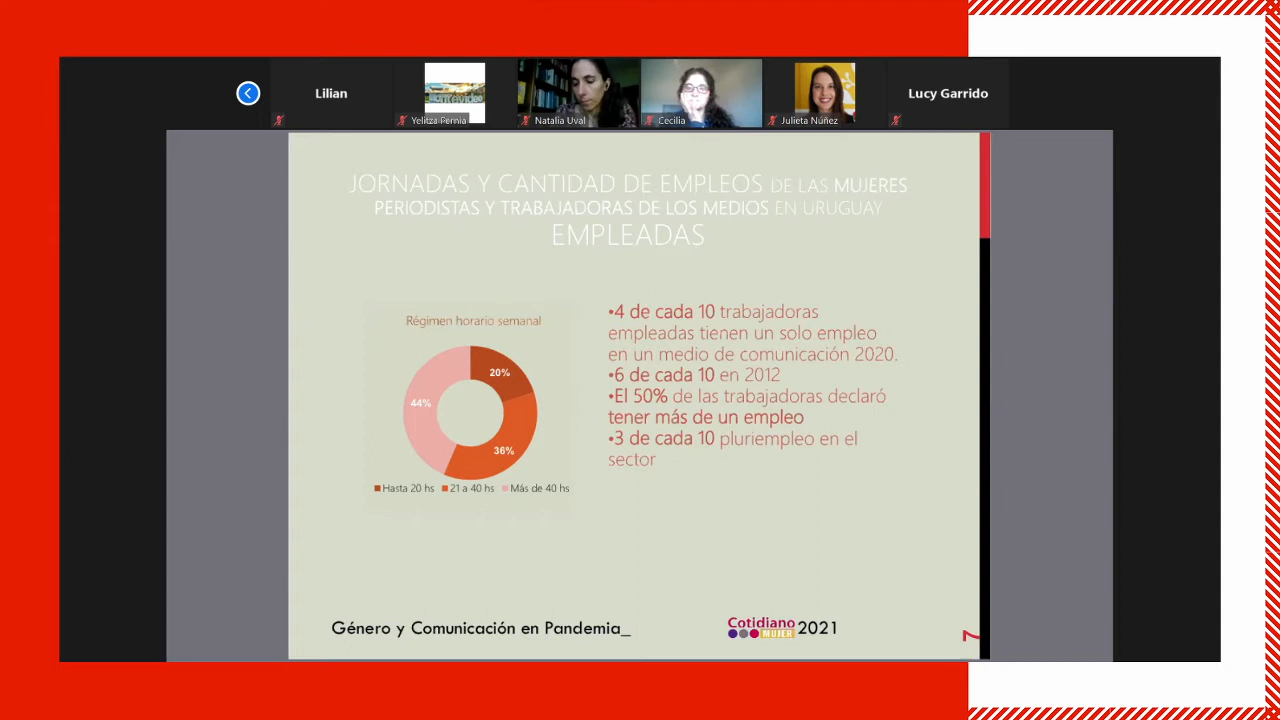 Lilian
Montevideo
Yelitza Pernia
Natalia Uval
Cecilia
Julieta Núñez
Lucy Garrido
JORNADAS Y CANTIDAD DE EMPLEOS DE LAS MUJERES
PERIODISTAS Y TRABAJADORAS DE LOS MEDIOS EN URUGUAY
EMPLEADAS
Régimen horario semanal
20%
44%
36%
Hasta 20 hs 21 a 40 hs Más de 40 hs
•4 de cada 10 trabajadoras
empleadas tienen un solo empleo
en un medio de comunicación 2020.
•6 de cada 10 en 2012
•El 50% de las trabajadoras declaró
tener más de un empleo
•3 de cada 10 pluriempleo en el
sector
Género y Comunicación en Pandemia_
Cotidiano
MUJER
2021
7